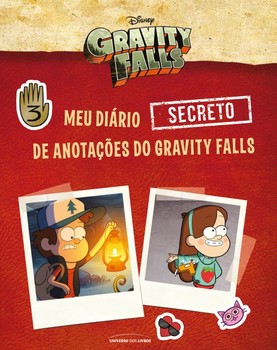 Disney
GRAVITY
FALLS
3
MEU DIÁRIO SECRETO
DE ANOTAÇÕES DO GRAVITY FALLS
UNIVERSO DOS LIVROS